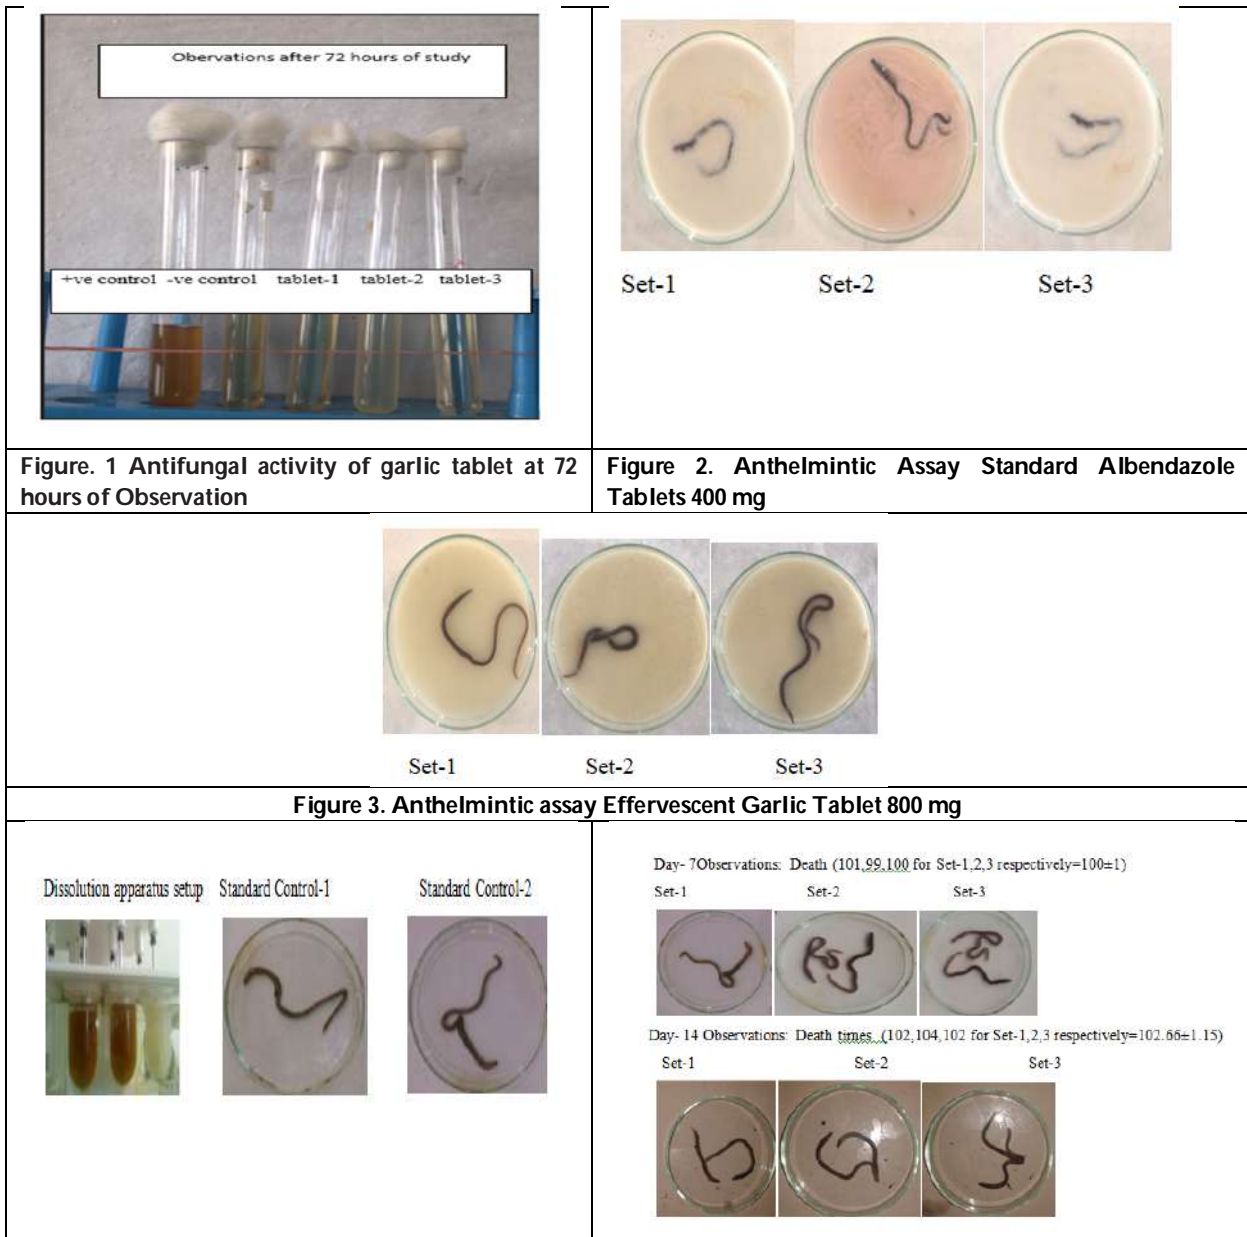 Obervations after 72 hours of study
+ve control -ve control tablet-1 tablet-2 tablet-3
Set-1 Set-2 Set-3
Figure. 1 Antifungal activity of garlic tablet at 72
hours of Observation
Figure 2. Anthelmintic Assay Standard Albendazole
Tablets 400 mg
Set-1 Set-2 Set-3
Figure 3. Anthelmintic assay Effervescent Garlic Tablet 800 mg
Dissolution apparatus setup Standard Control-1 Standard Control-2
Day- 7Observations: Death (101,99,100 for Set-1,2,3 respectively=100±1)
Set-1 Set-2 Set-3
Day- 14 Observations: Death times (102,104,102 for Set-1,2,3 respectively=102.66±1.15)
Set-1 Set-2 Set-3